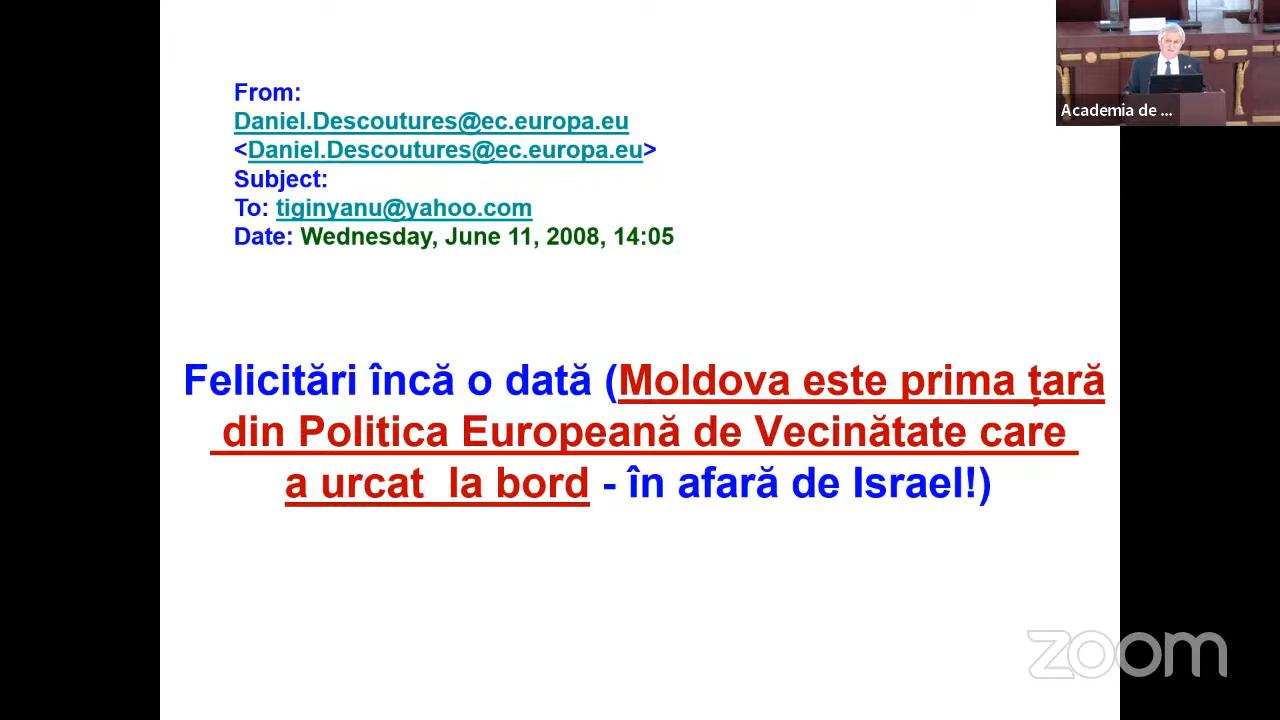 From:
Daniel.Descoutures@ec.europa.eu
<Daniel.Descoutures@ec.europa.eu>
Subject:
To: tiginyanu@yahoo.com
Date: Wednesday, June 11, 2008, 14:05
Felicitări încă o dată (Moldova este prima țară
din Politica Europeană de Vecinătate care
a urcat la bord - în afară de Israel!)
Academia de ...
zoom